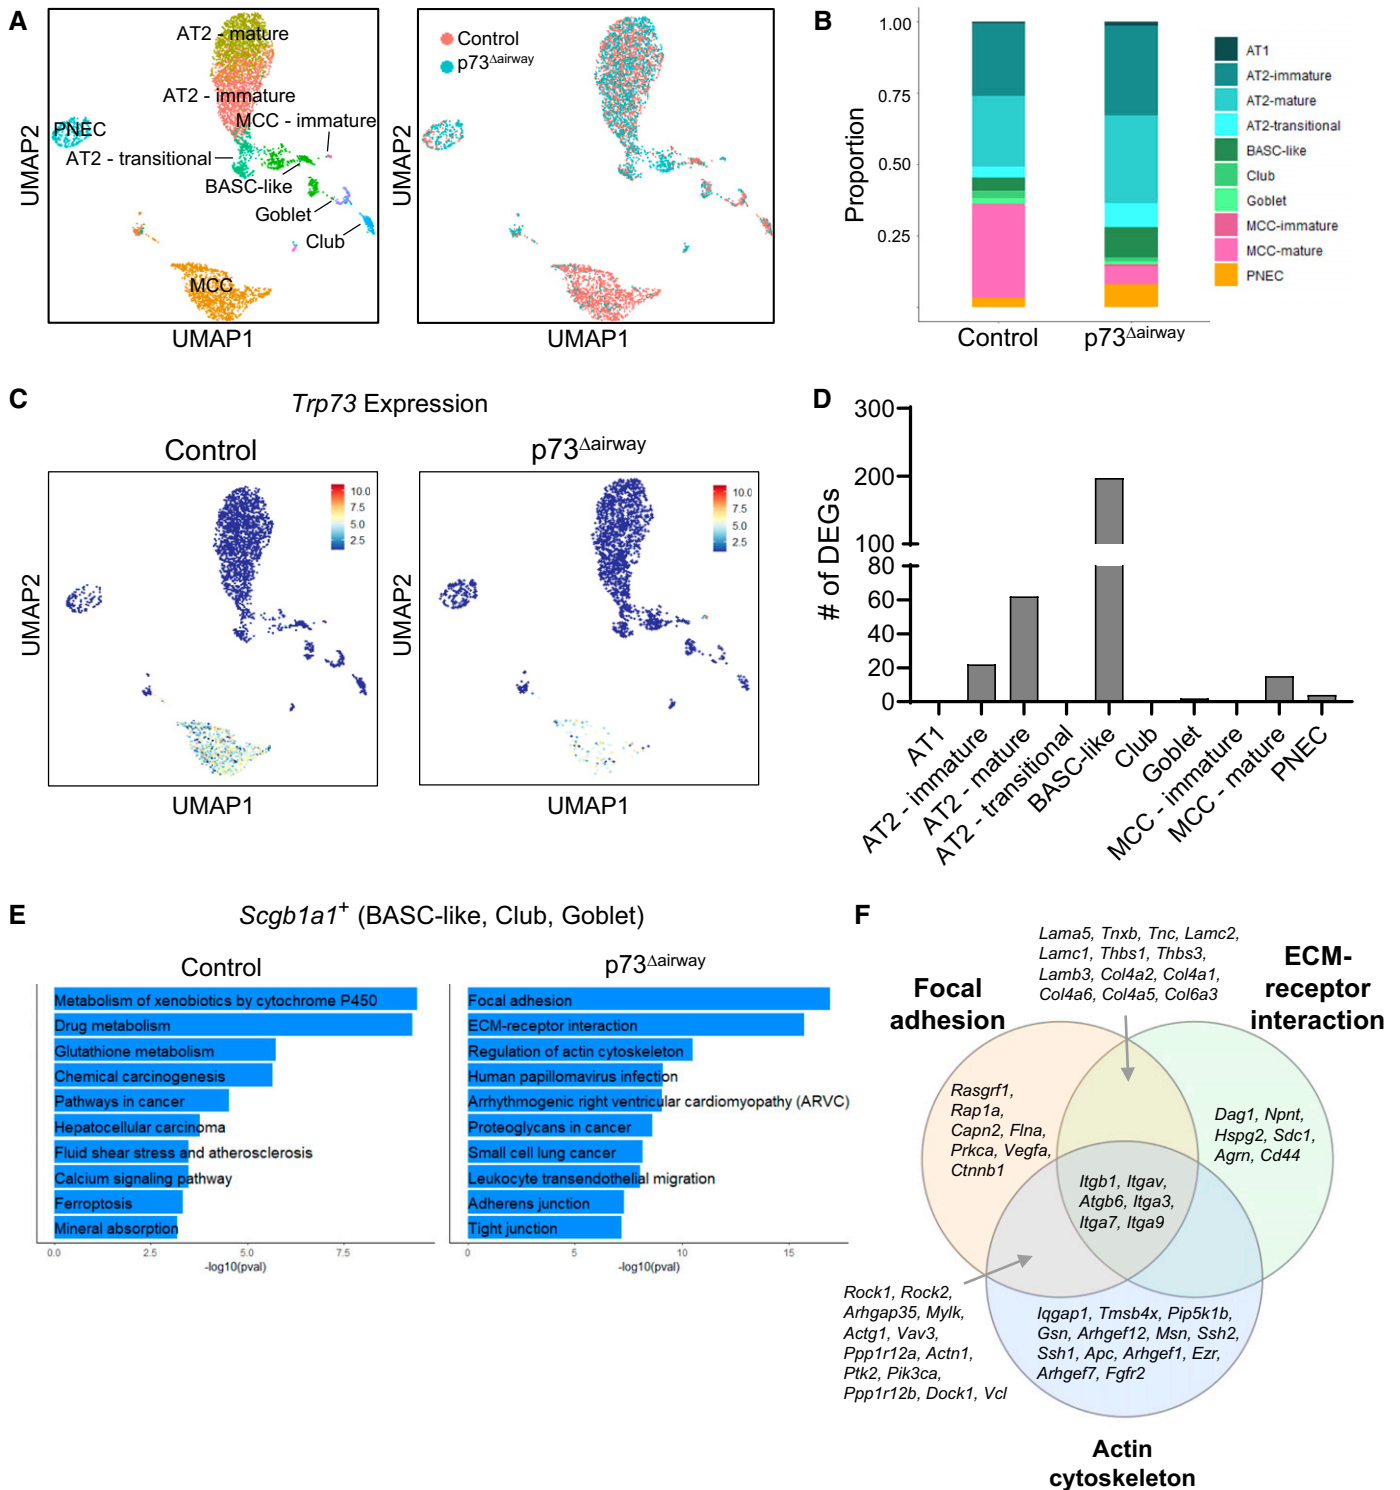 A
AT2 - mature
AT2 - immature
MCC - immature
PNEC
AT2 - transitional
BASC-like
Goblet
Club
MCC
UMAP2
UMAP1
Control
p73Δairway
UMAP2
UMAP1
B
1.00
0.75
0.50
0.25
Proportion
Control
p73Δairway
AT1
AT2-immature
AT2-mature
AT2-transitional
BASC-like
Club
Goblet
MCC-immature
MCC-mature
PNEC
C
Trp73 Expression
Control
p73Δairway
10.0
7.5
5.0
2.5
UMAP2
UMAP1
10.0
7.5
5.0
2.5
UMAP2
UMAP1
D
300
200
100
80
60
40
20
0
# of DEGs
AT1
AT2 - immature
AT2 - mature
AT2 - transitional
BASC-like
Club
Goblet
MCC - immature
MCC - mature
PNEC
E
Scgb1a1+ (BASC-like, Club, Goblet)
Control
Metabolism of xenobiotics by cytochrome P450
Drug metabolism
Glutathione metabolism
Chemical carcinogenesis
Pathways in cancer
Hepatocellular carcinoma
Fluid shear stress and atherosclerosis
Calcium signaling pathway
Ferroptosis
Mineral absorption
0.0 2.5 5.0 7.5
-log10(pval)
p73Δairway
Focal adhesion
ECM-receptor interaction
Regulation of actin cytoskeleton
Human papillomavirus infection
Arrhythmogenic right ventricular cardiomyopathy (ARVC)
Proteoglycans in cancer
Small cell lung cancer
Leukocyte transendothelial migration
Adherens junction
Tight junction
0 5 10 15
-log10(pval)
F
Lama5, Tnxb, Tnc, Lamc2,
Lamc1, Thbs1, Thbs3,
Lamb3, Col4a2, Col4a1,
Col4a6, Col4a5, Col6a3
Focal
adhesion
ECM-
receptor
interaction
Rasgrf1,
Rap1a,
Capn2, Flna,
Prkca, Vegfa,
Ctnnb1
Dag1, Npnt,
Hspg2, Sdc1,
Agrn, Cd44
Itgb1, Itgav,
Atgb6, Itga3,
Itga7, Itga9
Rock1, Rock2,
Arhgap35, Mylk,
Actg1, Vav3,
Ppp1r12a, Actn1,
Ptk2, Pik3ca,
Ppp1r12b, Dock1, Vcl
Iqgap1, Tmsb4x, Pip5k1b,
Gsn, Arhgef12, Msn, Ssh2,
Ssh1, Apc, Arhgef1, Ezr,
Arhgef7, Fgfr2
Actin
cytoskeleton